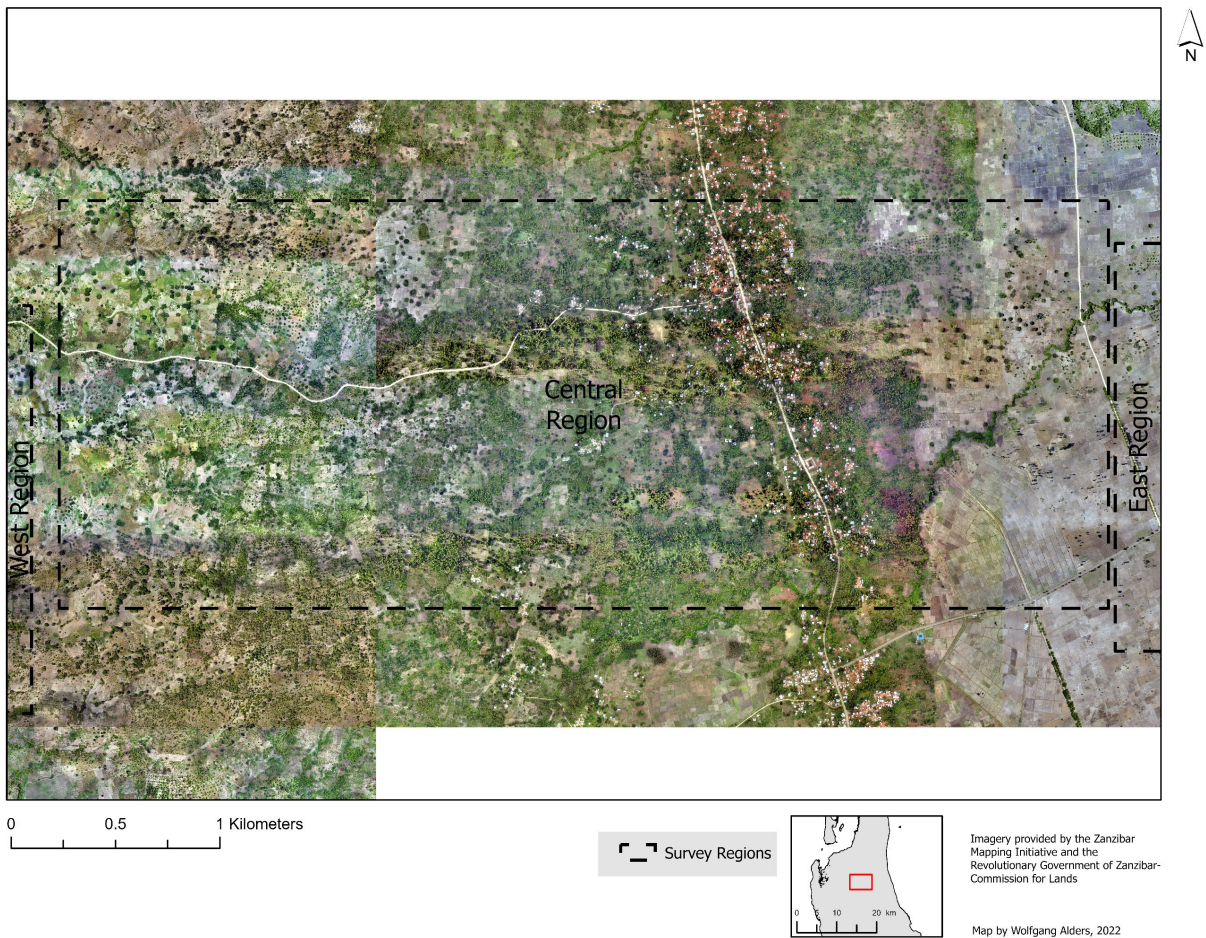 N
Central
Region
West Region
East Region
0 0.5 1 Kilometers
Survey Regions
0 5 10 20 km
Imagery provided by the Zanzibar
Mapping Initiative and the
Revolutionary Government of Zanzibar-
Commission for Lands
Map by Wolfgang Alders, 2022